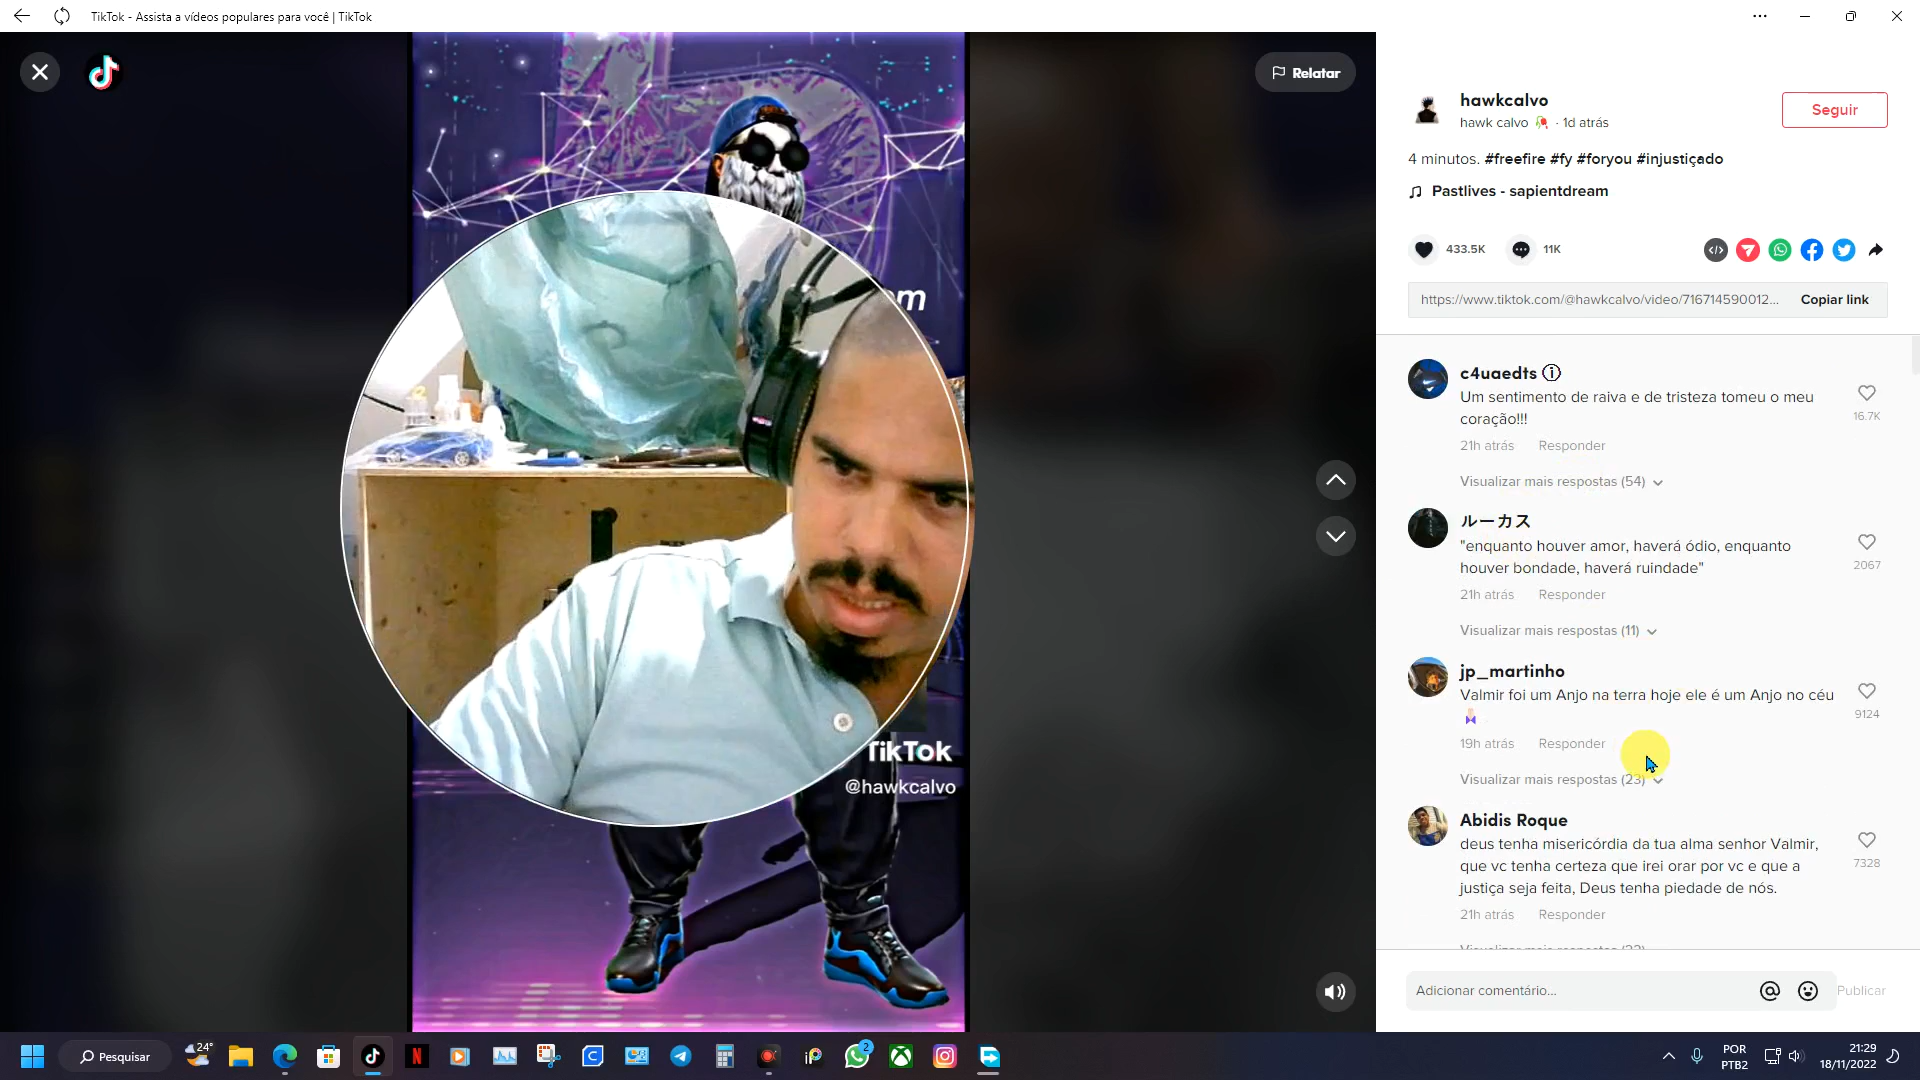 TikTok - Assista a vídeos populares para você | TikTok
Relatar
om
TikTok
@hawkcalvo
hawkcalvo
hawk calvo 🥀 · 1d atrás
Seguir
4 minutos. #freefire #fy #foryou #injustiçado
Pastlives - sapientdream
433.5K
11K
https://www.tiktok.com/@hawkcalvo/video/716714590012...
Copiar link
c4uaedts
Um sentimento de raiva e de tristeza tomeu o meu
coração!!!
16.7K
21h atrás Responder
Visualizar mais respostas (54)
ルーカス
"enquanto houver amor, haverá ódio, enquanto
houver bondade, haverá ruindade"
2067
21h atrás Responder
Visualizar mais respostas (11)
jp_martinho
Valmir foi um Anjo na terra hoje ele é um Anjo no céu
9124
19h atrás Responder
Visualizar mais respostas (23)
Abidis Roque
deus tenha misericórdia da tua alma senhor Valmir,
que vc tenha certeza que irei orar por vc e que a
justiça seja feita, Deus tenha piedade de nós.
7328
21h atrás Responder
Adicionar comentário...
Publicar
Pesquisar
24°
2
POR
PTB2
21:29
18/11/2022